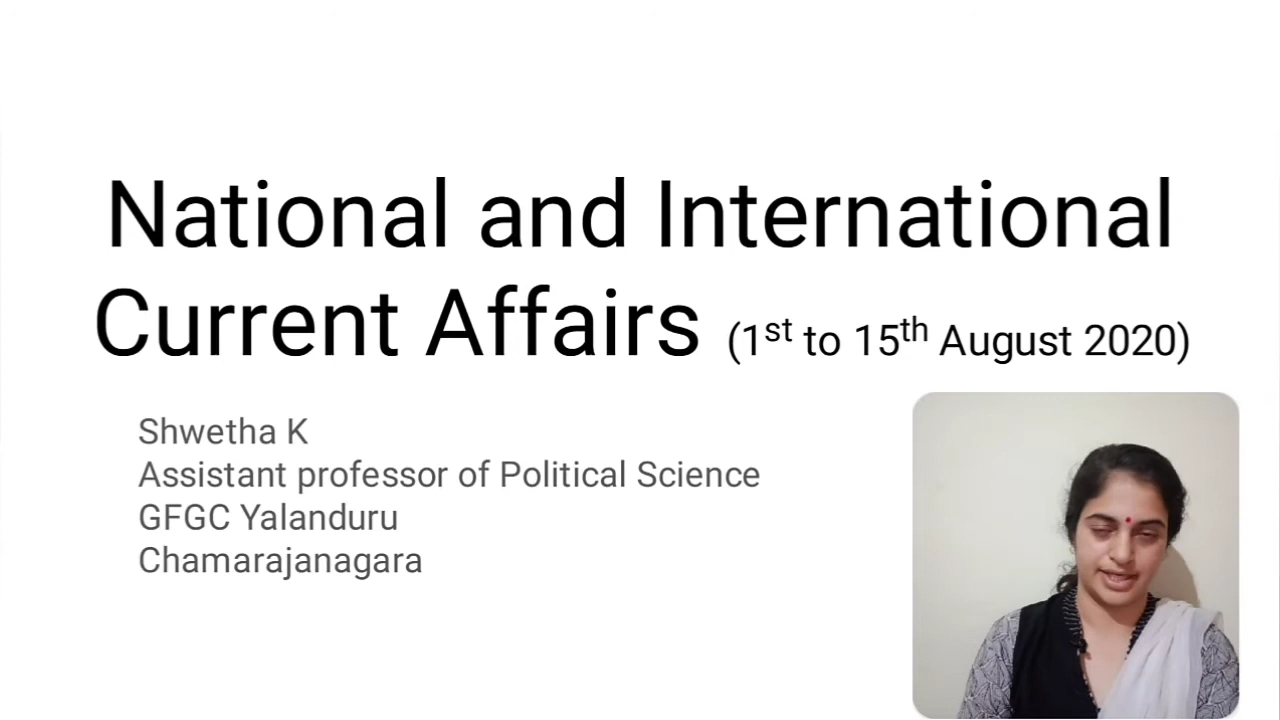 National and International
Current Affairs (1st to 15th August 2020)
Shwetha K
Assistant professor of Political Science
GFGC Yalanduru
Chamarajanagara